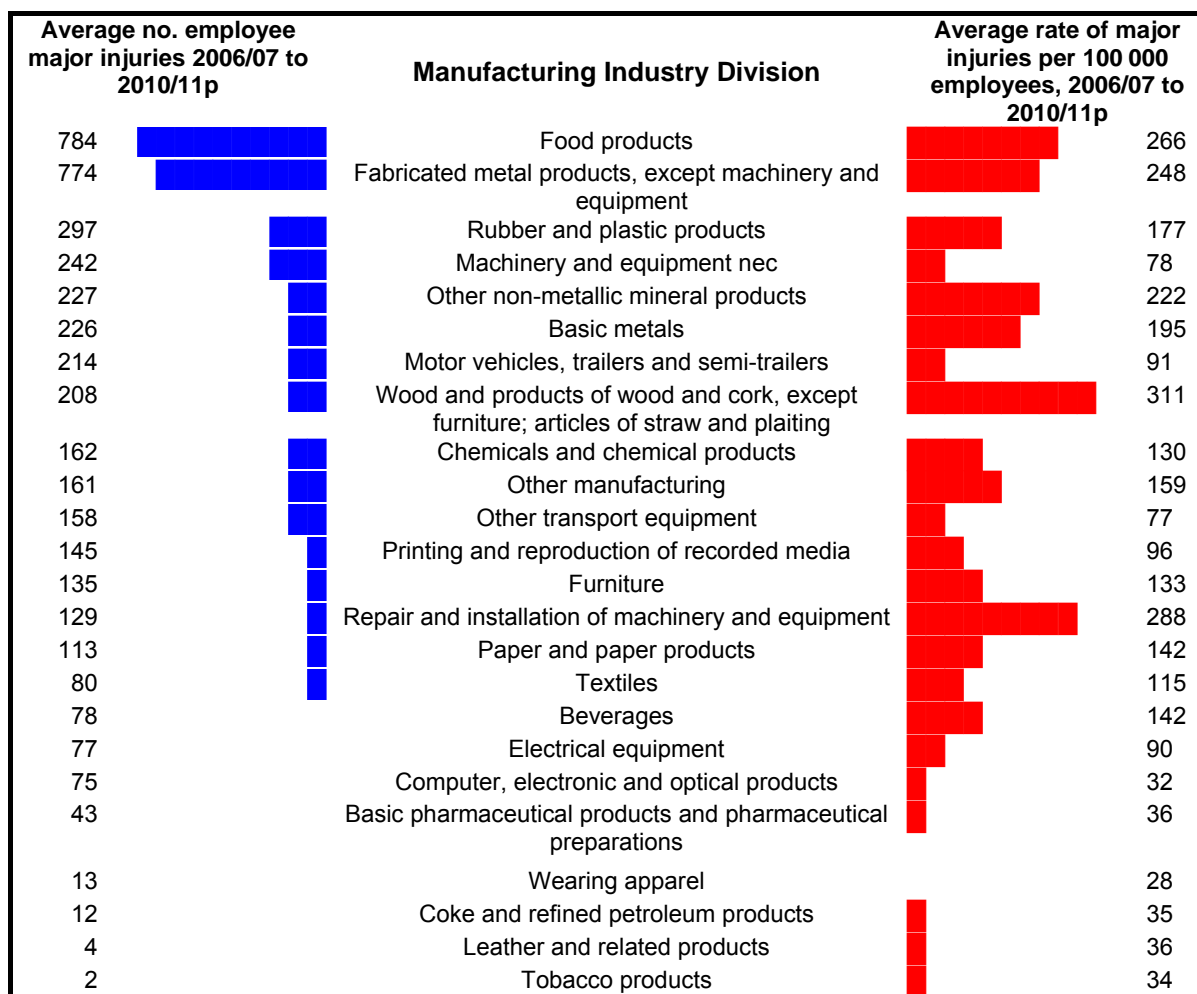 Average no. employee
major injuries 2006/07 to
2010/11p
Manufacturing Industry Division
Average rate of major
injuries per 100 000
employees, 2006/07 to
2010/11p
784 Food products 266
774 Fabricated metal products, except machinery and 248
equipment
297 Rubber and plastic products 177
242 Machinery and equipment nec 78
227 Other non-metallic mineral products 222
226 Basic metals 195
214 Motor vehicles, trailers and semi-trailers 91
208 Wood and products of wood and cork, except 311
furniture; articles of straw and plaiting
162 Chemicals and chemical products 130
161 Other manufacturing 159
158 Other transport equipment 77
145 Printing and reproduction of recorded media 96
135 Furniture 133
129 Repair and installation of machinery and equipment 288
113 Paper and paper products 142
80 Textiles 115
78 Beverages 142
77 Electrical equipment 90
75 Computer, electronic and optical products 32
43 Basic pharmaceutical products and pharmaceutical 36
preparations
13 Wearing apparel 28
12 Coke and refined petroleum products 35
4 Leather and related products 36
2 Tobacco products 34